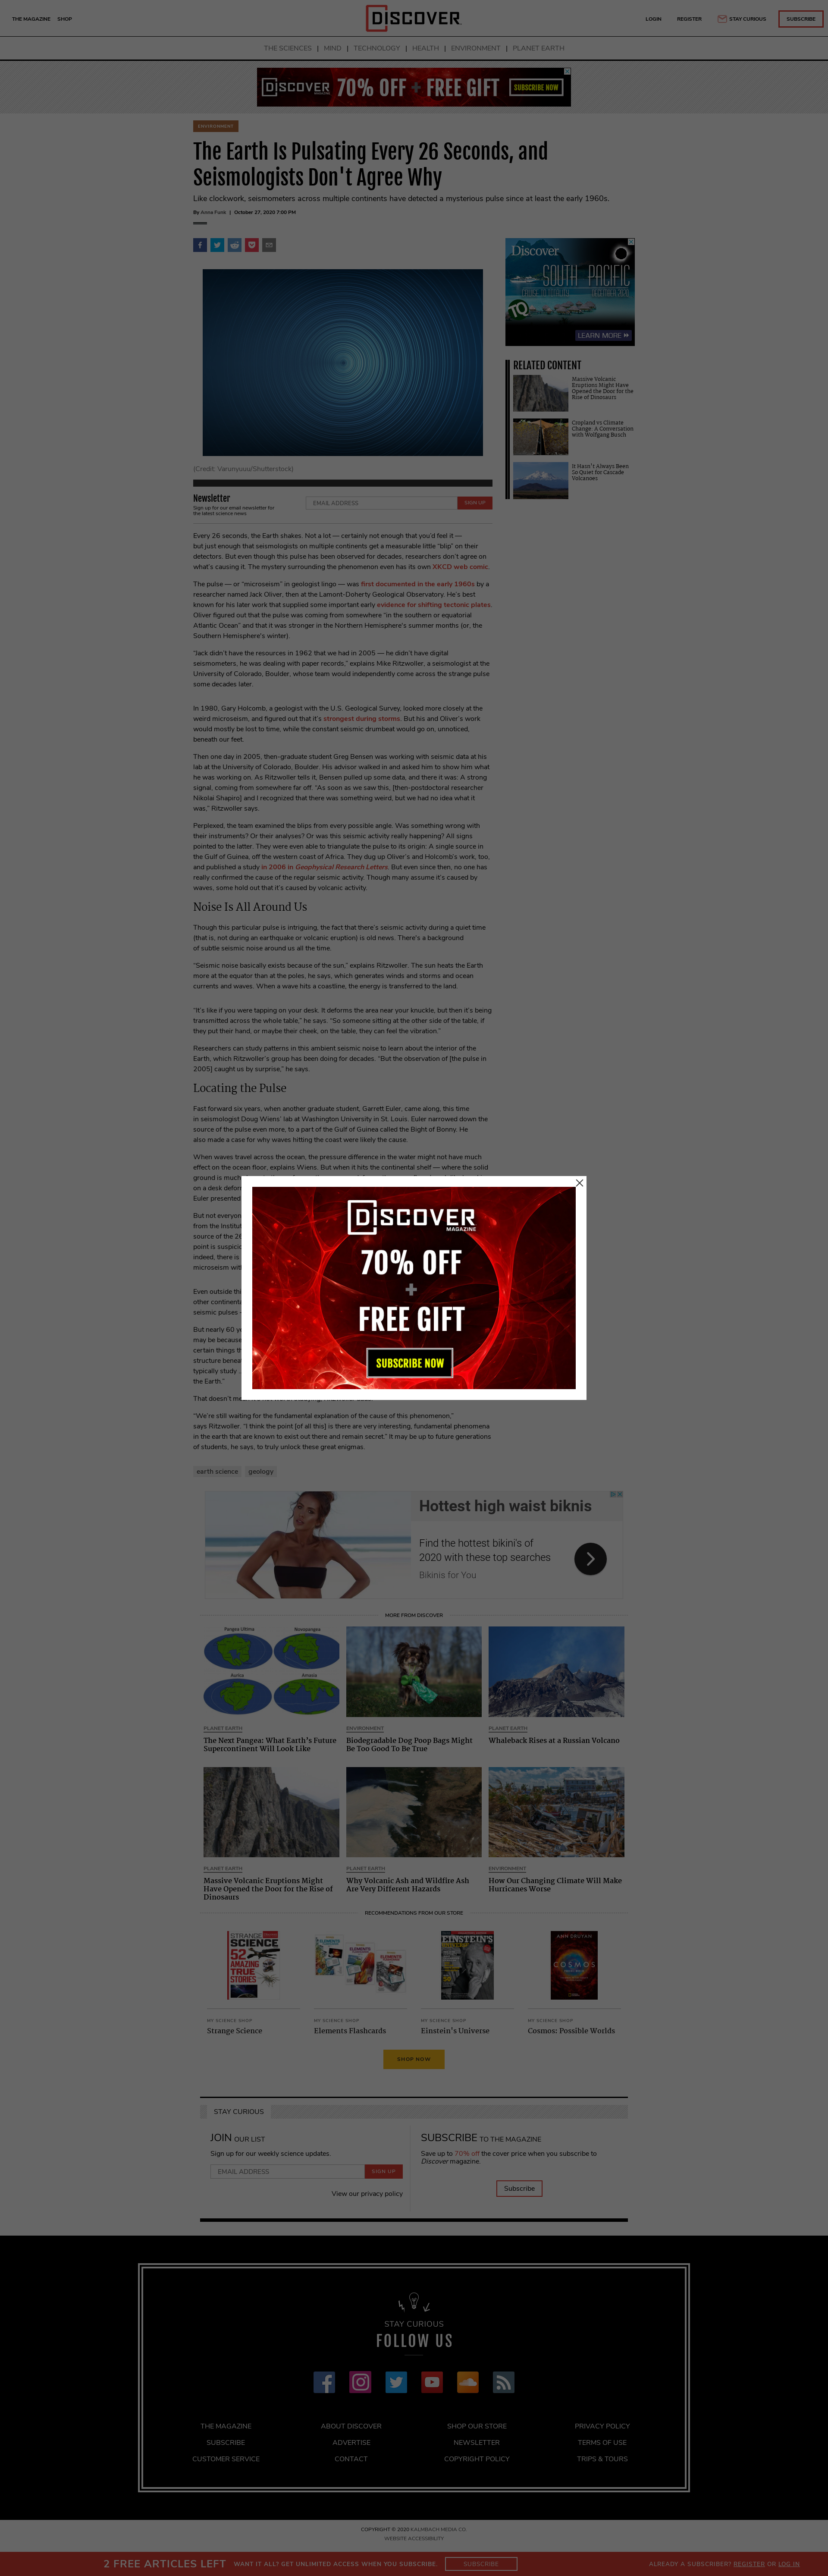 THE MAGAZINE SHOP
DISCOVER
LOGIN REGISTER STAY CURIOUS SUBSCRIBE
THE SCIENCES | MIND | TECHNOLOGY | HEALTH | ENVIRONMENT | PLANET EARTH
DISCOVER MAGAZINE 70% OFF + FREE GIFT SUBSCRIBE NOW
ENVIRONMENT
The Earth Is Pulsating Every 26 Seconds, and
Seismologists Don't Agree Why
Like clockwork, seismometers across multiple continents have detected a mysterious pulse since at least the early 1960s.
By Anna Funk | October 27, 2020 7:00 PM
Discover
SOUTH PACIFIC
TQ
LEARN MORE
RELATED CONTENT
Massive Volcanic
Eruptions Might Have
Opened the Door for the
Rise of Dinosaurs
Cropland vs Climate
Change: A Conversation
with Wolfgang Busch
It Hasn't Always Been
So Quiet for Cascade
Volcanoes
(Credit: Varunyuuu/Shutterstock)
Newsletter
Sign up for our email newsletter for
the latest science news
EMAIL ADDRESS
SIGN UP
Every 26 seconds, the Earth shakes. Not a lot — certainly not enough that you'd feel it —
but just enough that seismologists on multiple continents get a measurable little "blip" on their
detectors. But even though this pulse has been observed for decades, researchers don't agree on
what's causing it. The mystery surrounding the phenomenon even has its own XKCD web comic.
The pulse — or "microseism" in geologist lingo — was first documented in the early 1960s by a
researcher named Jack Oliver, then at the Lamont-Doherty Geological Observatory. He's best
known for his later work that supplied some important early evidence for shifting tectonic plates.
Oliver figured out that the pulse was coming from somewhere "in the southern or equatorial
Atlantic Ocean" and that it was stronger in the Northern Hemisphere's summer months (or, the
Southern Hemisphere's winter).
"Jack didn't have the resources in 1962 that we had in 2005 — he didn't have digital
seismometers, he was dealing with paper records," explains Mike Ritzwoller, a seismologist at the
University of Colorado, Boulder, whose team would independently come across the strange pulse
some decades later.
In 1980, Gary Holcomb, a geologist with the U.S. Geological Survey, looked more closely at the
weird microseism, and figured out that it's strongest during storms. But his and Oliver's work
would mostly be lost to time, while the constant seismic drumbeat would go on, unnoticed,
beneath our feet.
Then one day in 2005, then-graduate student Greg Bensen was working with seismic data at his
lab at the University of Colorado, Boulder. His advisor walked in and asked him to show him what
he was working on. As Ritzwoller tells it, Bensen pulled up some data, and there it was: A strong
signal, coming from somewhere far off. "As soon as we saw this, [then-postdoctoral researcher
Nikolai Shapiro] and I recognized that there was something weird, but we had no idea what it
was," Ritzwoller says.
Perplexed, the team examined the blips from every possible angle. Was something wrong with
their instruments? Or their analyses? Or was this seismic activity really happening? All signs
pointed to the latter. They were even able to triangulate the pulse to its origin: A single source in
the Gulf of Guinea, off the western coast of Africa. They dug up Oliver's and Holcomb's work, too,
and published a study in 2006 in Geophysical Research Letters. But even since then, no one has
really confirmed the cause of the regular seismic activity. Though many assume it's caused by
waves, some hold out that it's caused by volcanic activity.
Noise Is All Around Us
Though this particular pulse is intriguing, the fact that there's seismic activity during a quiet time
(that is, not during an earthquake or volcanic eruption) is old news. There's a background
of subtle seismic noise around us all the time.
"Seismic noise basically exists because of the sun," explains Ritzwoller. The sun heats the Earth
more at the equator than at the poles, he says, which generates winds and storms and ocean
currents and waves. When a wave hits a coastline, the energy is transferred to the land.
"It's like if you were tapping on your desk. It deforms the area near your knuckle, but then it's being
transmitted across the whole table," he says. "So someone sitting at the other side of the table, if
they put their hand, or maybe their cheek, on the table, they can feel the vibration."
Researchers can study patterns in this ambient seismic noise to learn about the interior of the
Earth, which Ritzwoller's group has been doing for decades. "But the observation of [the pulse in
2005] caught us by surprise," he says.
Locating the Pulse
Fast forward six years, when another graduate student, Garrett Euler, came along, this time
in seismologist Doug Wiens' lab at Washington University in St. Louis. Euler narrowed down the
source of the pulse even more, to a part of the Gulf of Guinea called the Bight of Bonny. He
also made a case for why waves hitting the coast were likely the cause.
When waves travel across the ocean, the pressure difference in the water might not have much
effect on the ocean floor, explains Wiens. But when it hits the continental shelf — where the solid
ground is much
on a desk defor
Euler presented
But not everyon
from the Institut
source of the 26
point is suspicio
indeed, there is
microseism with
Even outside thi
other continenta
seismic pulses
But nearly 60 ye
may be because
certain things th
structure benea
typically study
the Earth."
DISCOVER
MAGAZINE
70% OFF
+
FREE GIFT
SUBSCRIBE NOW
"We're still waiting for the fundamental explanation of the cause of this phenomenon,"
says Ritzwoller. "I think the point [of all this] is there are very interesting, fundamental phenomena
in the earth that are known to exist out there and remain secret." It may be up to future generations
of students, he says, to truly unlock these great enigmas.
earth science geology
Hottest high waist biknis
Find the hottest bikini's of
2020 with these top searches
Bikinis for You
MORE FROM DISCOVER
Pangea Ultima Novopangea
Aurica Amasia
PLANET EARTH
The Next Pangea: What Earth's Future
Supercontinent Will Look Like
ENVIRONMENT
Biodegradable Dog Poop Bags Might
Be Too Good To Be True
PLANET EARTH
Whaleback Rises at a Russian Volcano
PLANET EARTH
Massive Volcanic Eruptions Might
Have Opened the Door for the Rise of
Dinosaurs
PLANET EARTH
Why Volcanic Ash and Wildfire Ash
Are Very Different Hazards
ENVIRONMENT
How Our Changing Climate Will Make
Hurricanes Worse
RECOMMENDATIONS FROM OUR STORE
STRANGE
SCIENCE
52
AMAZING
TRUE
STORIES
EINSTEIN'S
ANN DRUYAN
COSMOS
MY SCIENCE SHOP
Strange Science
MY SCIENCE SHOP
Elements Flashcards
MY SCIENCE SHOP
Einstein's Universe
MY SCIENCE SHOP
Cosmos: Possible Worlds
SHOP NOW
STAY CURIOUS
JOIN OUR LIST
Sign up for our weekly science updates.
EMAIL ADDRESS
SIGN UP
View our privacy policy
SUBSCRIBE TO THE MAGAZINE
Save up to 70% off the cover price when you subscribe to
Discover magazine.
Subscribe
STAY CURIOUS
FOLLOW US
THE MAGAZINE ABOUT DISCOVER SHOP OUR STORE PRIVACY POLICY
SUBSCRIBE ADVERTISE NEWSLETTER TERMS OF USE
CUSTOMER SERVICE CONTACT COPYRIGHT POLICY TRIPS & TOURS
COPYRIGHT © 2020 KALMBACH MEDIA CO.
WEBSITE ACCESSIBILITY
2 FREE ARTICLES LEFT WANT IT ALL? GET UNLIMITED ACCESS WHEN YOU SUBSCRIBE. SUBSCRIBE ALREADY A SUBSCRIBER? REGISTER OR LOG IN